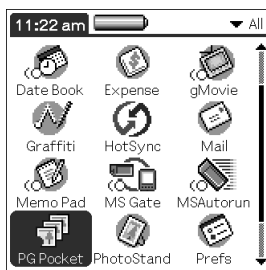 11:22 am All
Date Book Expense gMovie
Graffiti HotSync Mail
Memo Pad MS Gate MSAutorun
PG Pocket PhotoStand Prefs